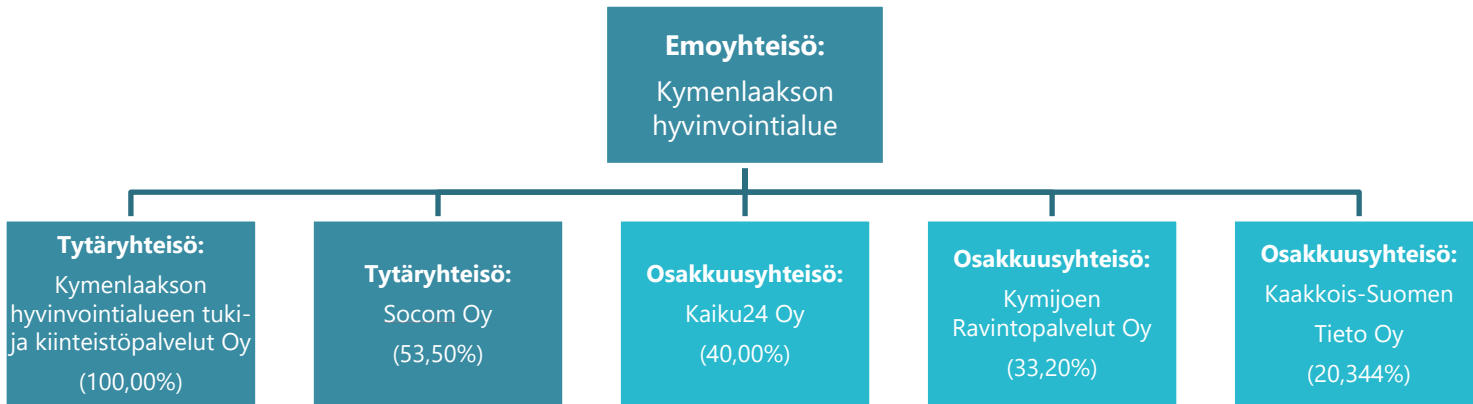 Emoyhteisö:
Kymenlaakson
hyvinvointialue
Tytäryhteisö:
Kymenlaakson
hyvinvointialueen tuki-
ja kiinteistöpalvelut Oy
(100,00%)
Tytäryhteisö:
Socom Oy
(53,50%)
Osakkuusyhteisö:
Kaiku24 Oy
(40,00%)
Osakkuusyhteisö:
Kymijoen
Ravintopalvelut Oy
(33,20%)
Osakkuusyhteisö:
Kaakkois-Suomen
Tieto Oy
(20,344%)